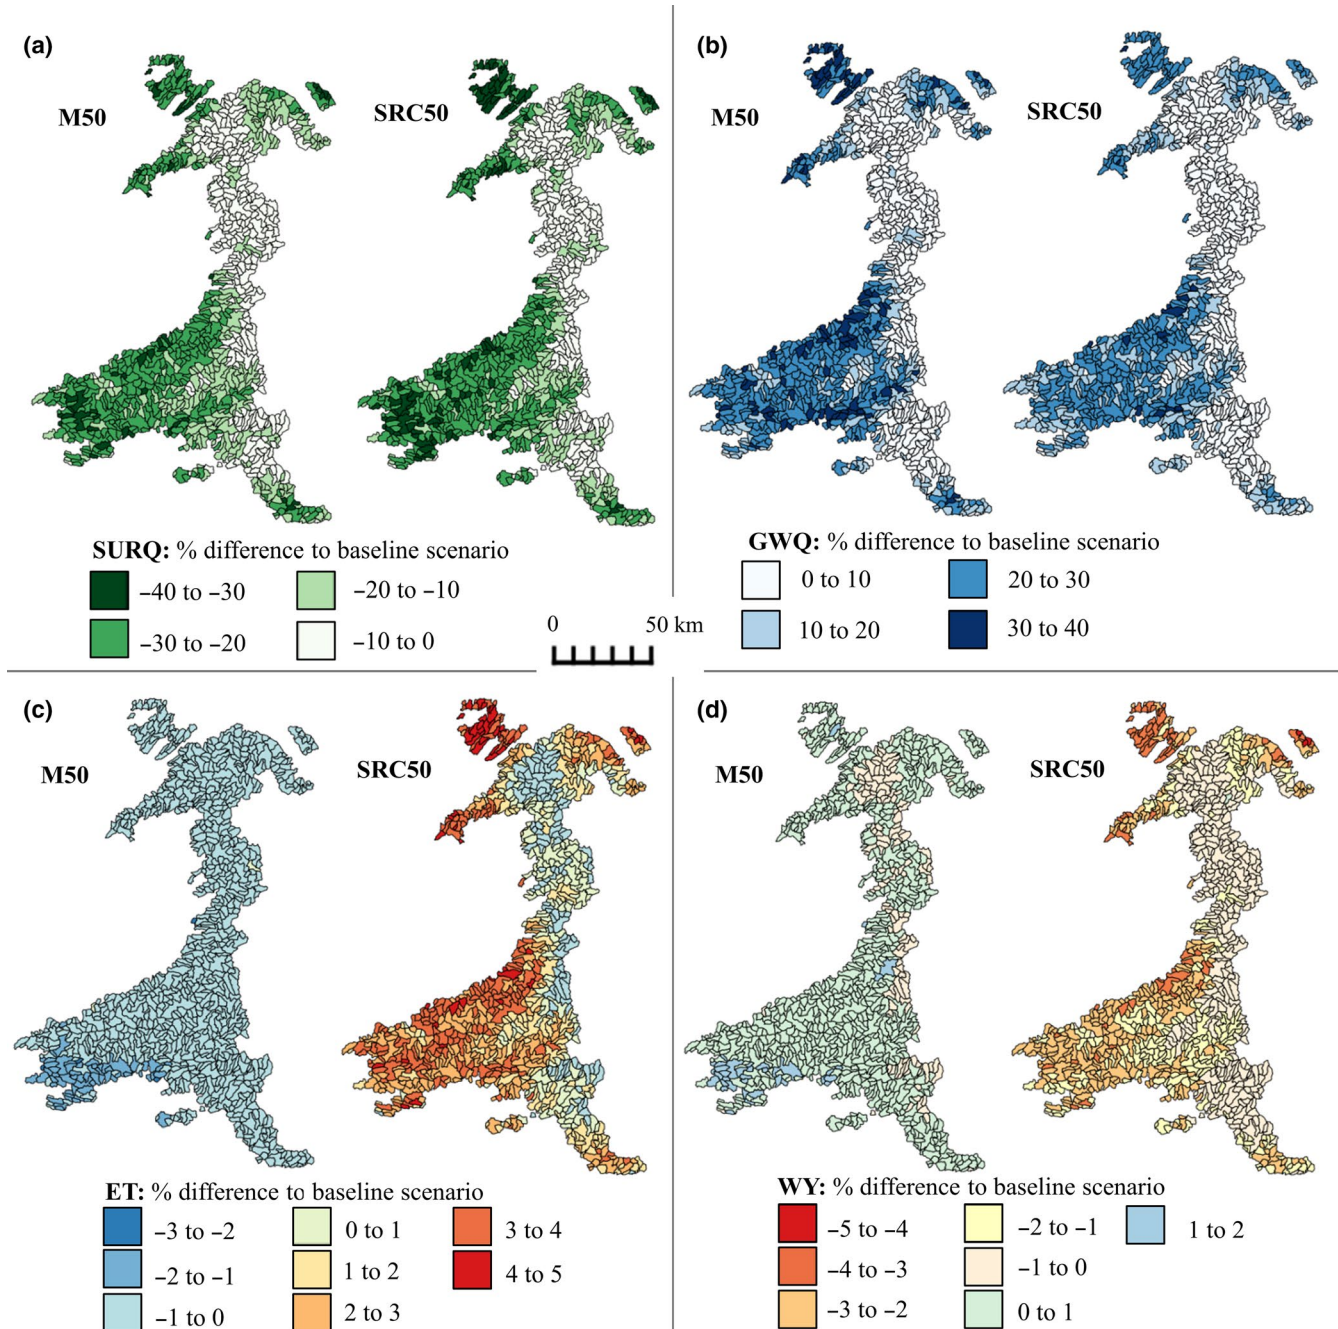 (a)
M50
SRC50
SURQ: % difference to baseline scenario
−40 to −30
−20 to −10
−30 to −20
−10 to 0
(b)
M50
SRC50
GWQ: % difference to baseline scenario
0 to 10
20 to 30
10 to 20
30 to 40
0 50 km
(c)
M50
SRC50
ET: % difference to baseline scenario
−3 to −2
0 to 1
3 to 4
−2 to −1
1 to 2
4 to 5
−1 to 0
2 to 3
(d)
M50
SRC50
WY: % difference to baseline scenario
−5 to −4
−2 to −1
1 to 2
−4 to −3
−1 to 0
−3 to −2
0 to 1